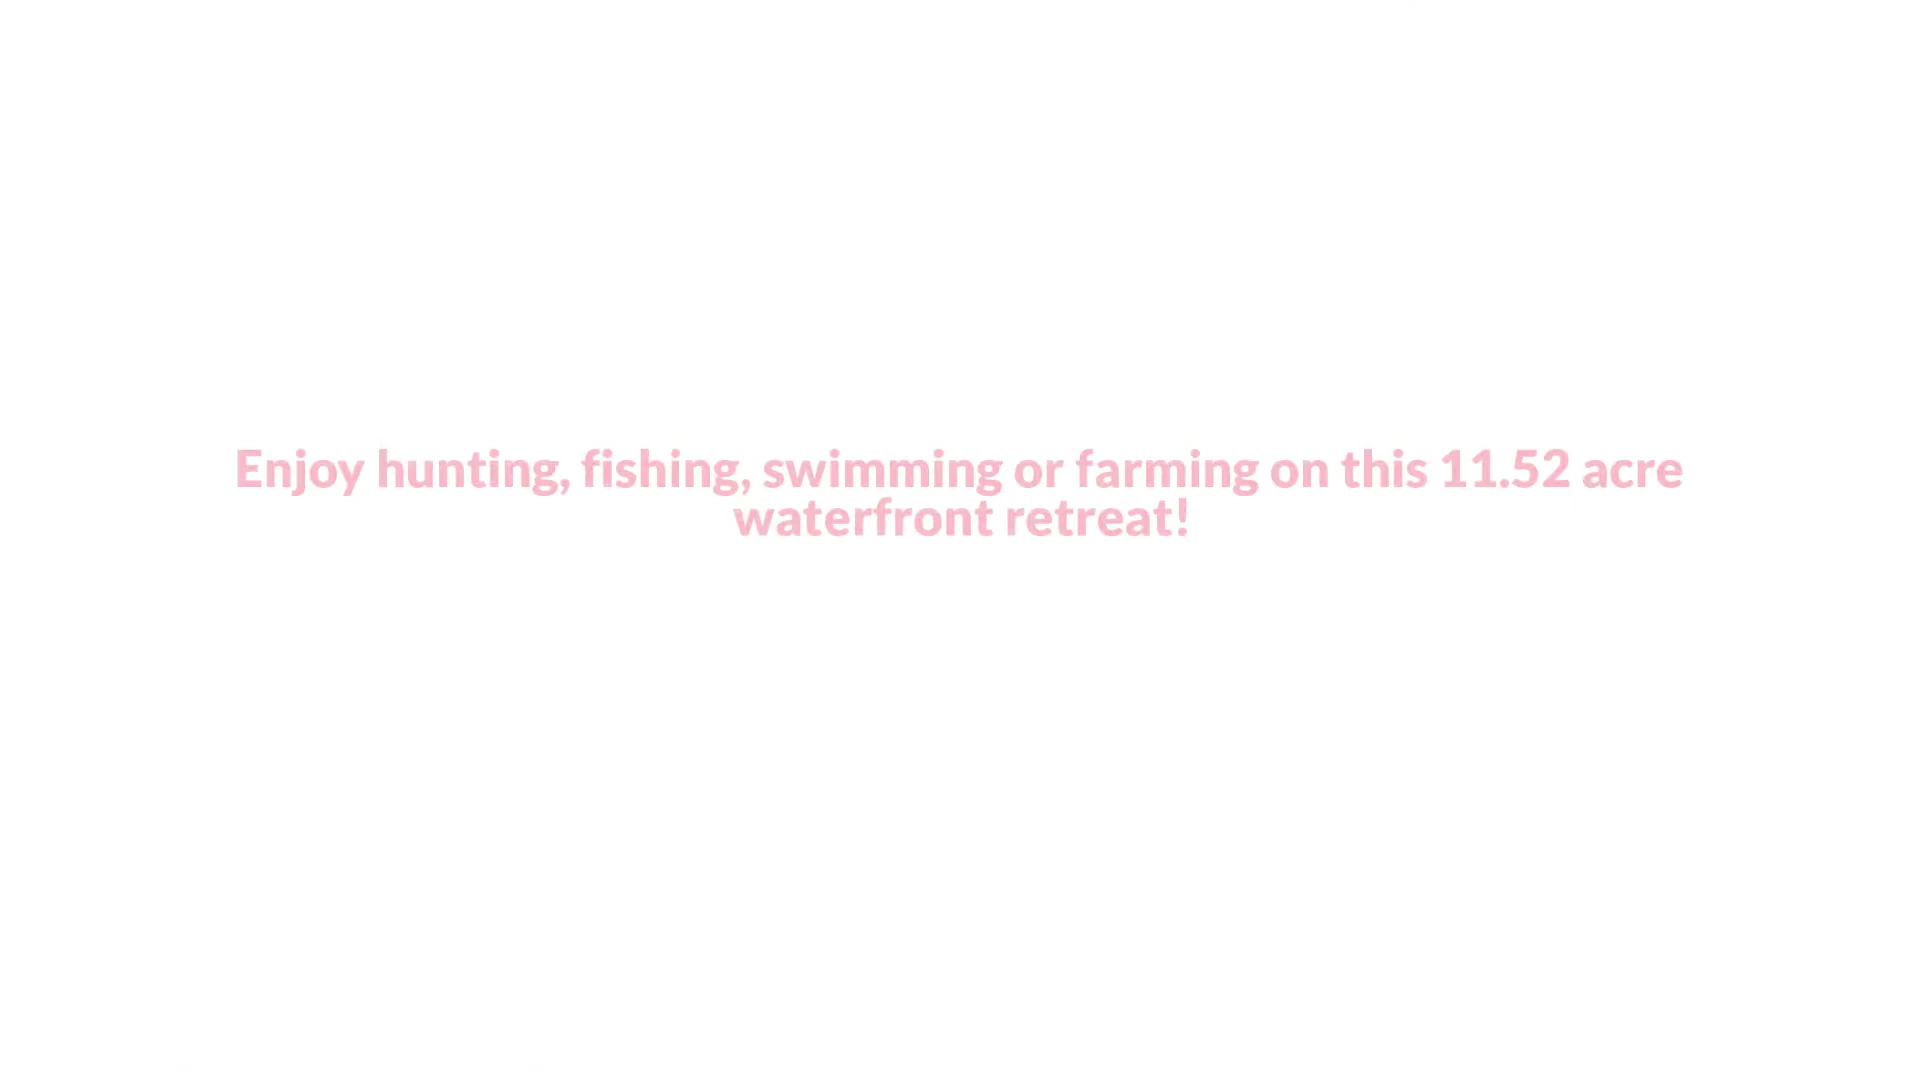 Enjoy hunting, fishing, swimming or farming on this 11.52 acre
waterfront retreat!